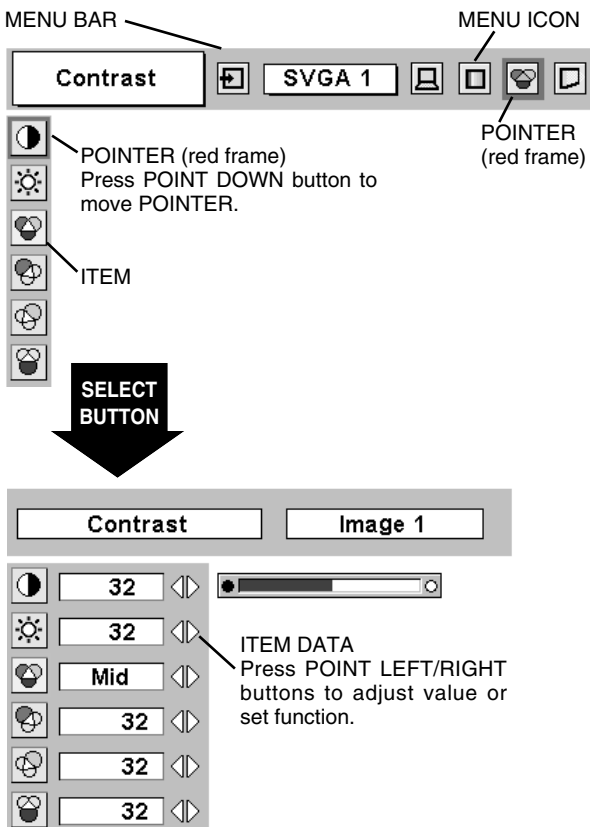 MENU BAR
MENU ICON
Contrast
SVGA 1
POINTER
(red frame)
POINTER (red frame)
Press POINT DOWN button to
move POINTER.
ITEM
SELECT
BUTTON
Contrast
Image 1
32
32
ITEM DATA
Press POINT LEFT/RIGHT
buttons to adjust value or
set function.
Mid
32
32
32